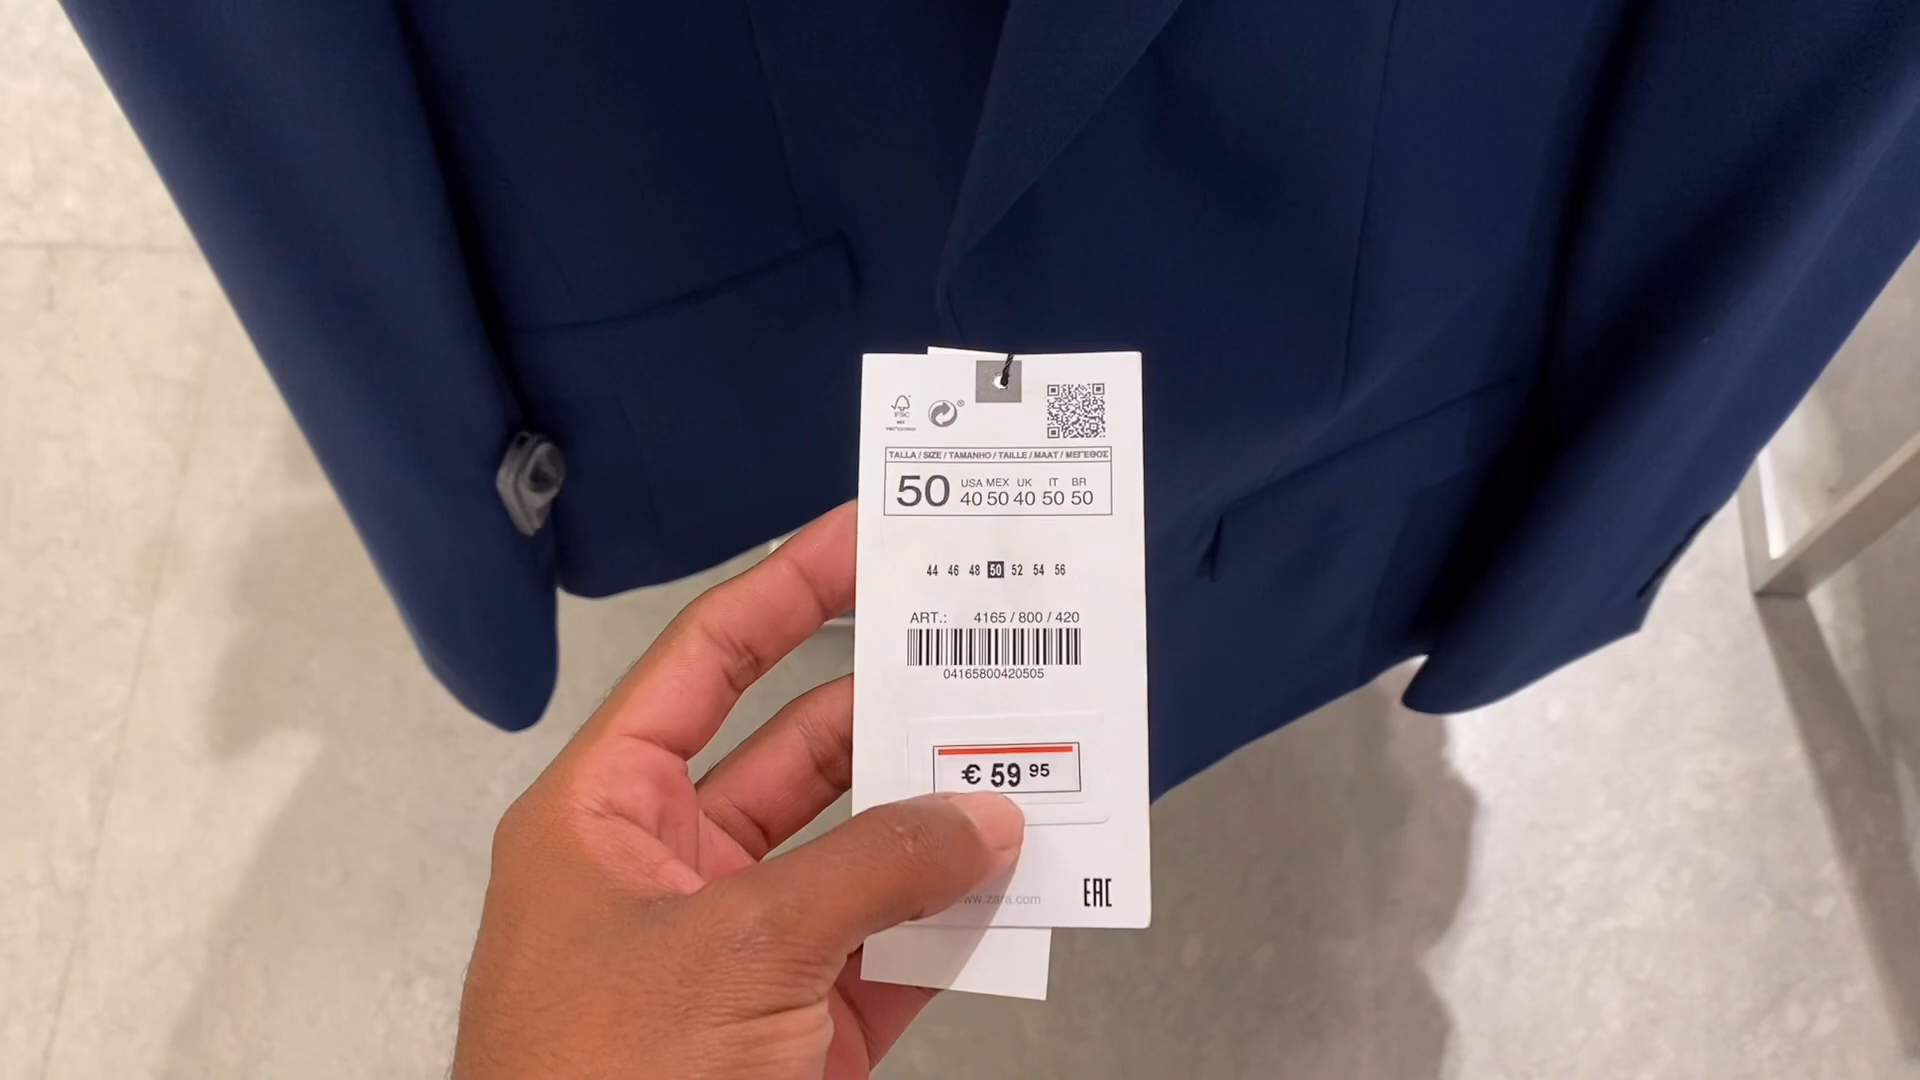 FSC
®
TALLA / SIZE / TAMANHO / TAILLE / MAAT / ΜΕΓΕΘΟΣ
50
USA MEX UK IT BR
40 50 40 50 50
44 46 48 50 52 54 56
ART.: 4165 / 800 / 420
04165800420505
€ 59 95
www.zara.com
EAC